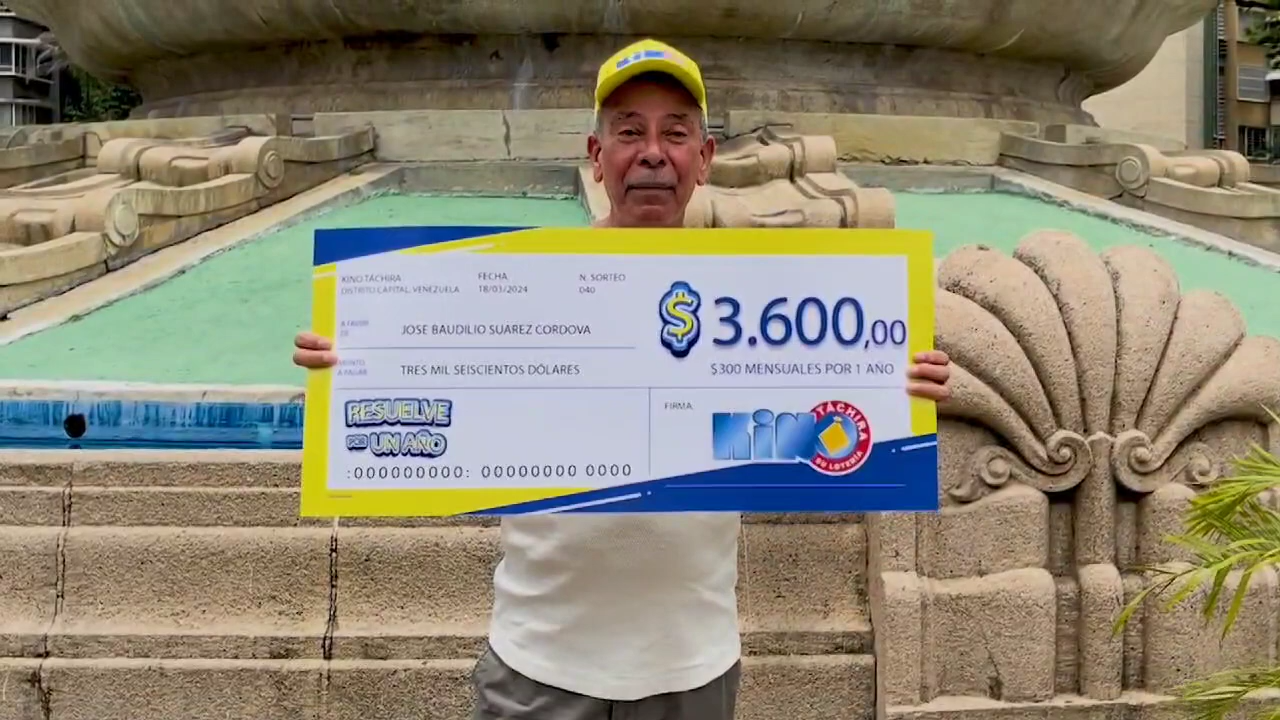 KINO
KINO TÁCHIRA
DISTRITO CAPITAL, VENEZUELA
FECHA
18/03/2024
N. SORTEO
040
$ 3.600,00
A FAVOR
DE
JOSE BAUDILIO SUAREZ CORDOVA
$300 MENSUALES POR 1 AÑO
MONTO
A PAGAR
TRES MIL SEISCIENTOS DÓLARES
RESUELVE
POR UN AÑO
FIRMA
KINO
TÁCHIRA
SU LOTERÍA
:000000000: 00000000 0000